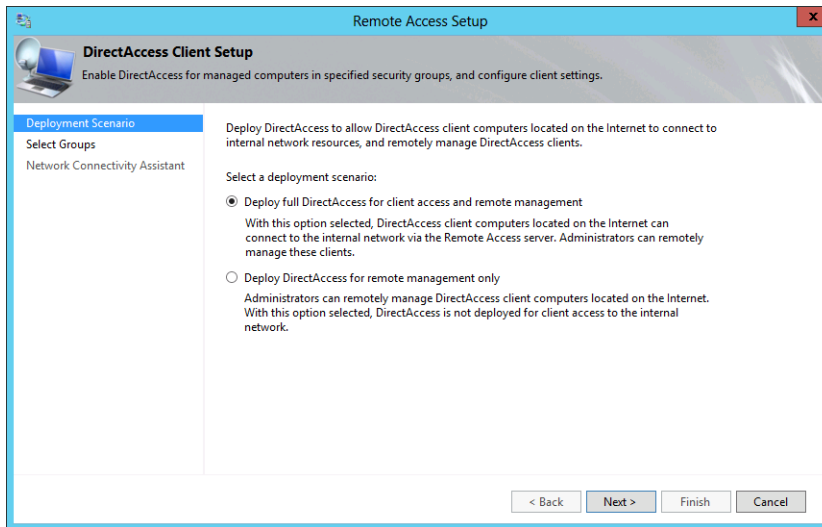 Remote Access Setup
x
DirectAccess Client Setup
Enable DirectAccess for managed computers in specified security groups, and configure client settings.
Deployment Scenario
Select Groups
Network Connectivity Assistant
Deploy DirectAccess to allow DirectAccess client computers located on the Internet to connect to
internal network resources, and remotely manage DirectAccess clients.
Select a deployment scenario:
Deploy full DirectAccess for client access and remote management
With this option selected, DirectAccess client computers located on the Internet can
connect to the internal network via the Remote Access server. Administrators can remotely
manage these clients.
Deploy DirectAccess for remote management only
Administrators can remotely manage DirectAccess client computers located on the Internet.
With this option selected, DirectAccess is not deployed for client access to the internal
network.
< Back Next > Finish Cancel